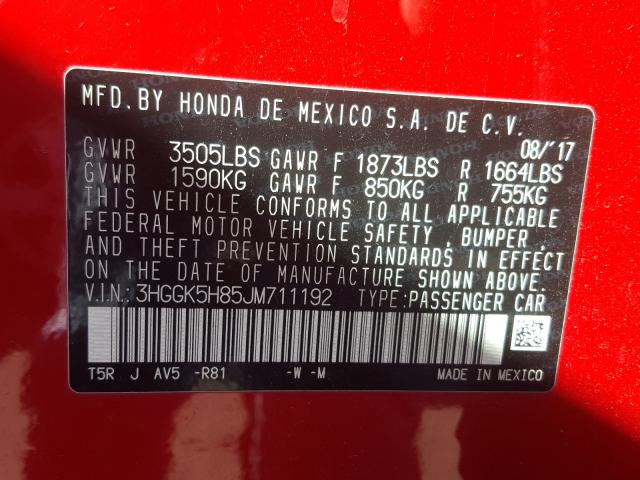 MFD. BY HONDA DE MEXICO S.A. DE C.V.
08/'17
GVWR 3505LBS GAWR F 1873LBS R 1664LBS
GVWR 1590KG GAWR F 850KG R 755KG
THIS VEHICLE CONFORMS TO ALL APPLICABLE
FEDERAL MOTOR VEHICLE SAFETY, BUMPER,
AND THEFT PREVENTION STANDARDS IN EFFECT
ON THE DATE OF MANUFACTURE SHOWN ABOVE.
V.I.N.: 3HGGK5H85JM711192 TYPE: PASSENGER CAR
T5R J AV5 -R81 -W -M MADE IN MEXICO